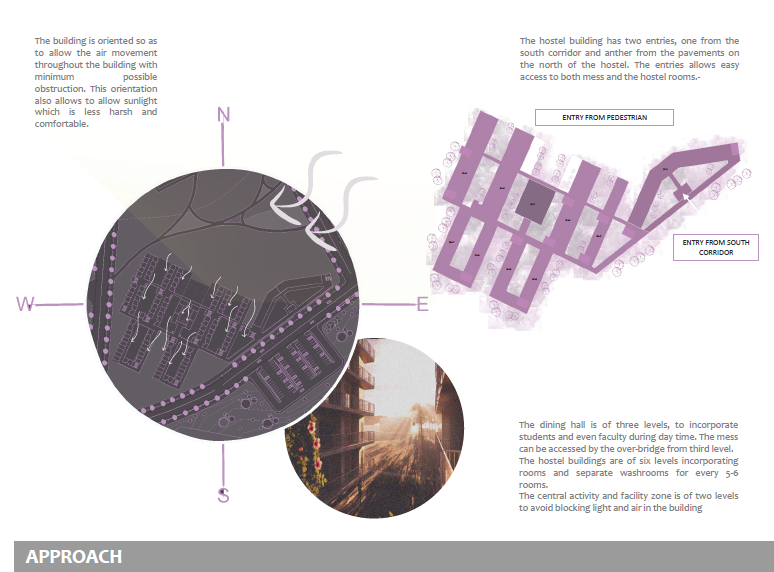 The building is oriented so as
to allow the air movement
throughout the building with
minimum possible
obstruction. This orientation
also allows to allow sunlight
which is less harsh and
comfortable.
The hostel building has two entries, one from the
south corridor and anther from the pavements on
the north of the hostel. The entries allows easy
access to both mess and the hostel rooms.-
N
ENTRY FROM PEDESTRIAN
ENTRY FROM SOUTH
CORRIDOR
W
E
S
The dining hall is of three levels, to incorporate
students and even faculty during day time. The mess
can be accessed by the over-bridge from third level.
The hostel buildings are of six levels incorporating
rooms and separate washrooms for every 5-6
rooms.
The central activity and facility zone is of two levels
to avoid blocking light and air in the building
APPROACH